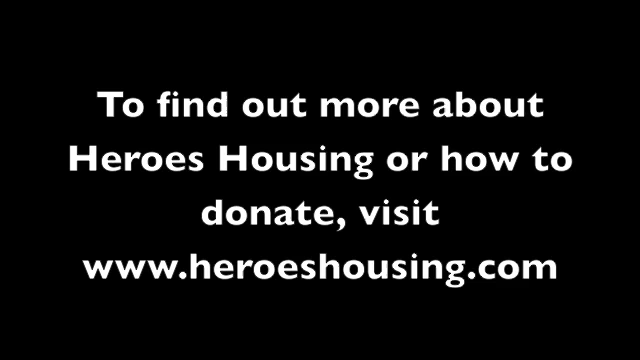 To find out more about
Heroes Housing or how to
donate, visit
www.heroeshousing.com